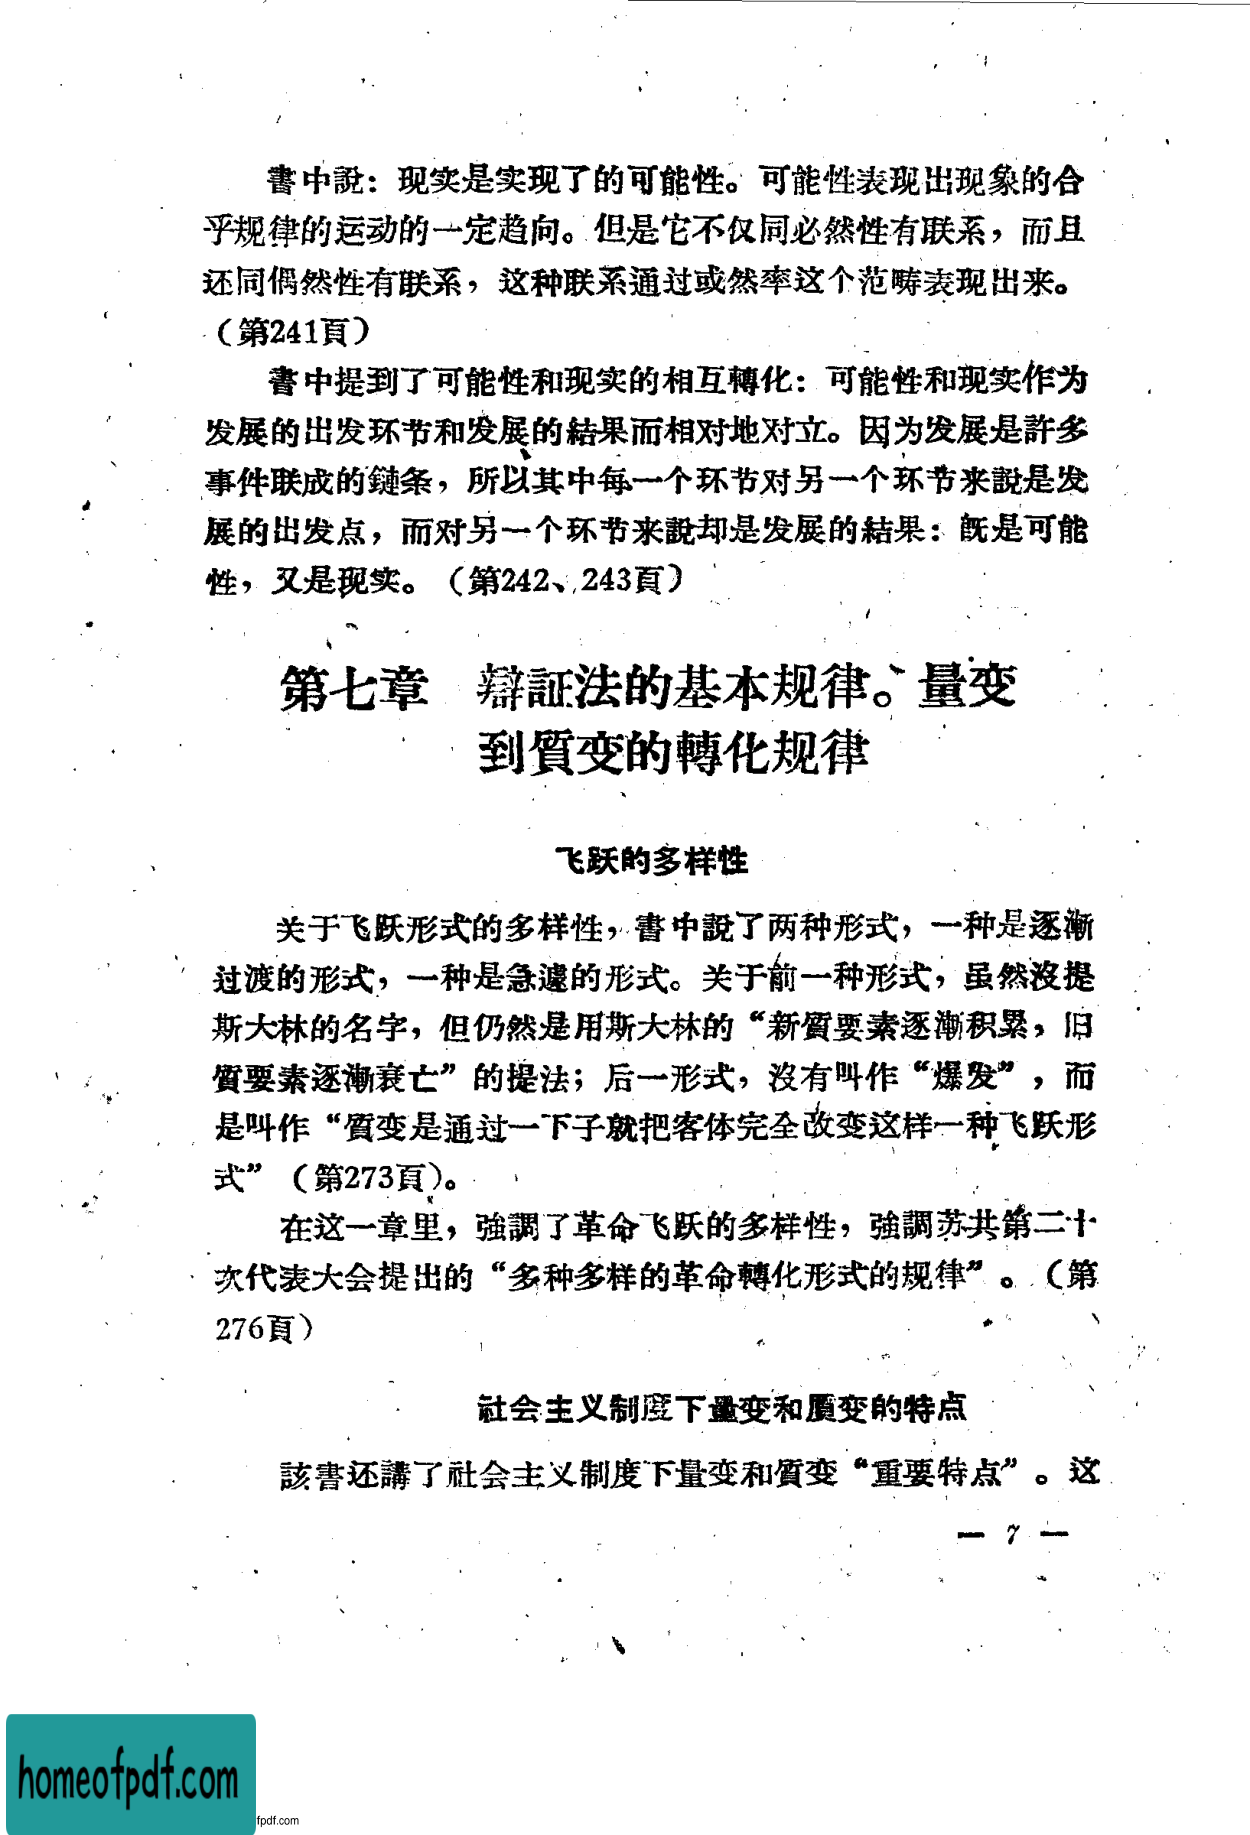 書中說：现实是实现了的可能性。可能性表现出现象的合
乎规律的运动的一定趋向。但是它不仅同必然性有联系，而且
还同偶然性有联系，这种联系通过或然率这个范畴表现出来。
（第241頁）
書中提到了可能性和现实的相互轉化：可能性和现实作为
发展的出发环节和发展的結果而相对地对立。因为发展是許多
事件联成的鏈条，所以其中每一个环节对另一个环节来說是发
展的出发点，而对另一个环节来說却是发展的結果：既是可能
性，又是现实。（第242、243頁）
第七章 辯証法的基本规律。量变
到質变的轉化规律
飞跃的多样性
关于飞跃形式的多样性，書中說了两种形式，一种是逐漸
过渡的形式，一种是急遽的形式。关于前一种形式，虽然沒提
斯大林的名字，但仍然是用斯大林的“新質要素逐漸积累，旧
質要素逐漸衰亡”的提法；后一形式，沒有叫作“爆发”，而
是叫作“質变是通过一下子就把客体完全改变这样一种飞跃形
式”（第273頁）。
在这一章里，強調了革命飞跃的多样性，強調苏共第二十
次代表大会提出的“多种多样的革命轉化形式的规律”。（第
276頁）
社会主义制度下量变和质变的特点
該書还講了社会主义制度下量变和質变“重要特点”。这
— 7 —
homeofpdf.com
fpdf.com